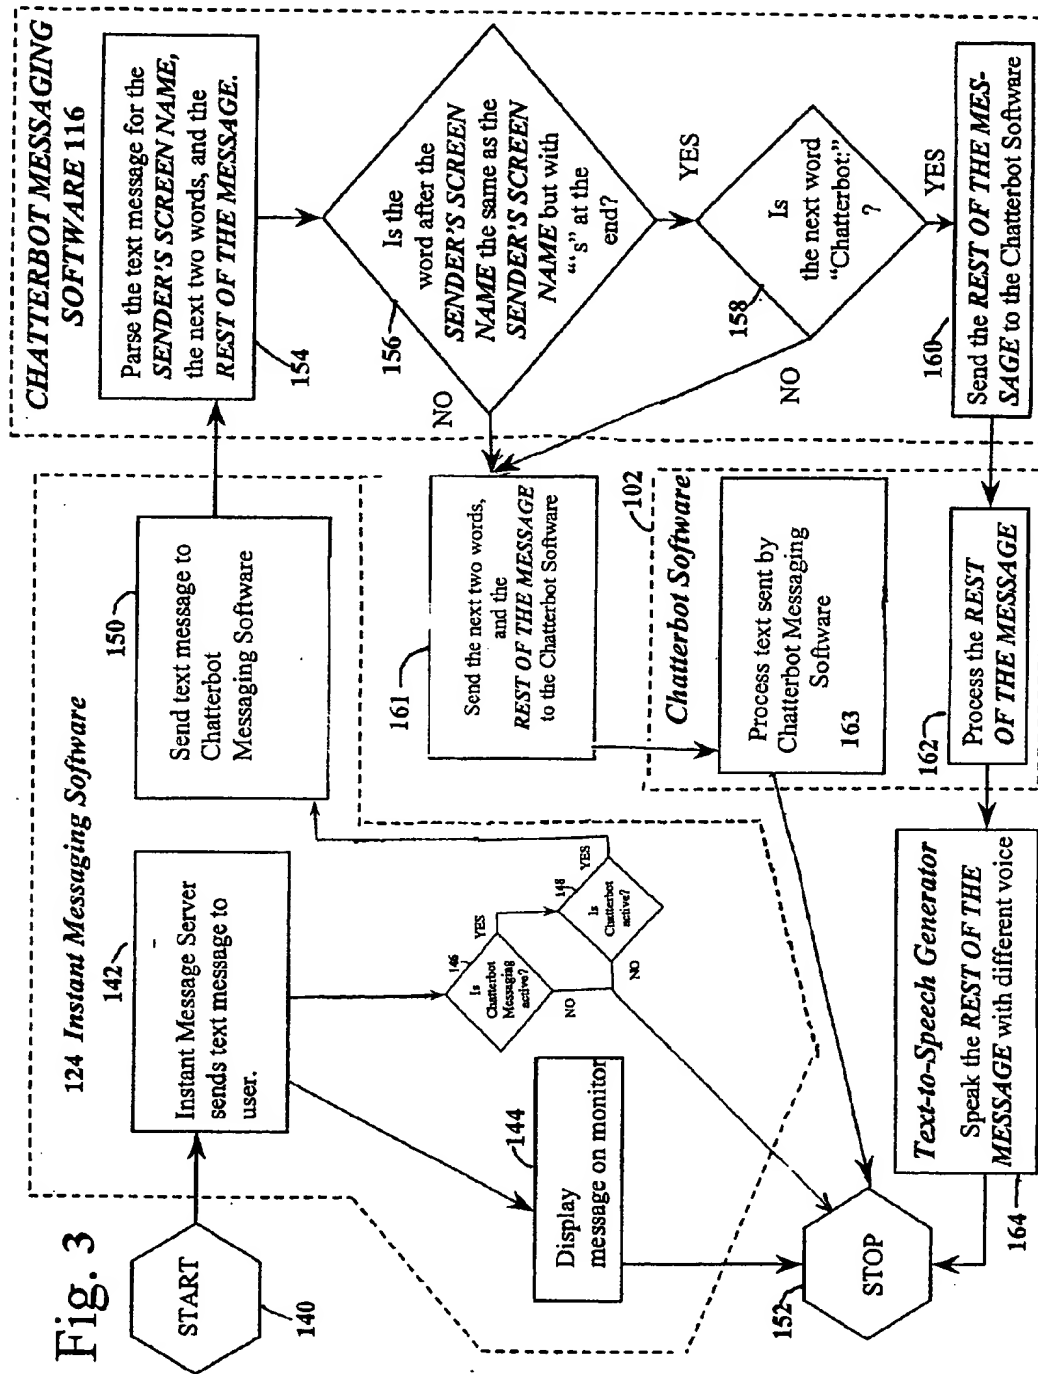 Fig. 3
START
140
124 Instant Messaging Software
142
Instant Message Server
sends text message to
user.
144
Display
message on monitor
146
Is
Chatterbot
Messaging
active?
YES
NO
148
Is
Chatterbot
active?
YES
NO
150
Send text message to
Chatterbot
Messaging Software
152
STOP
CHATTERBOT MESSAGING
SOFTWARE 116
Parse the text message for the
SENDER'S SCREEN NAME,
the next two words, and the
REST OF THE MESSAGE.
154
156
Is the
word after the
SENDER'S SCREEN
NAME the same as the
SENDER'S SCREEN
NAME but with
"'s" at the
end?
NO
YES
158
Is
the next word
"Chatterbot:"
?
NO
YES
160
Send the REST OF THE MES-
SAGE to the Chatterbot Software
161
Send the next two words,
and the
REST OF THE MESSAGE
to the Chatterbot Software
102
Chatterbot Software
Process text sent by
Chatterbot Messaging
Software
163
162
Process the REST
OF THE MESSAGE
Text-to-Speech Generator
Speak the REST OF THE
MESSAGE with different voice
164